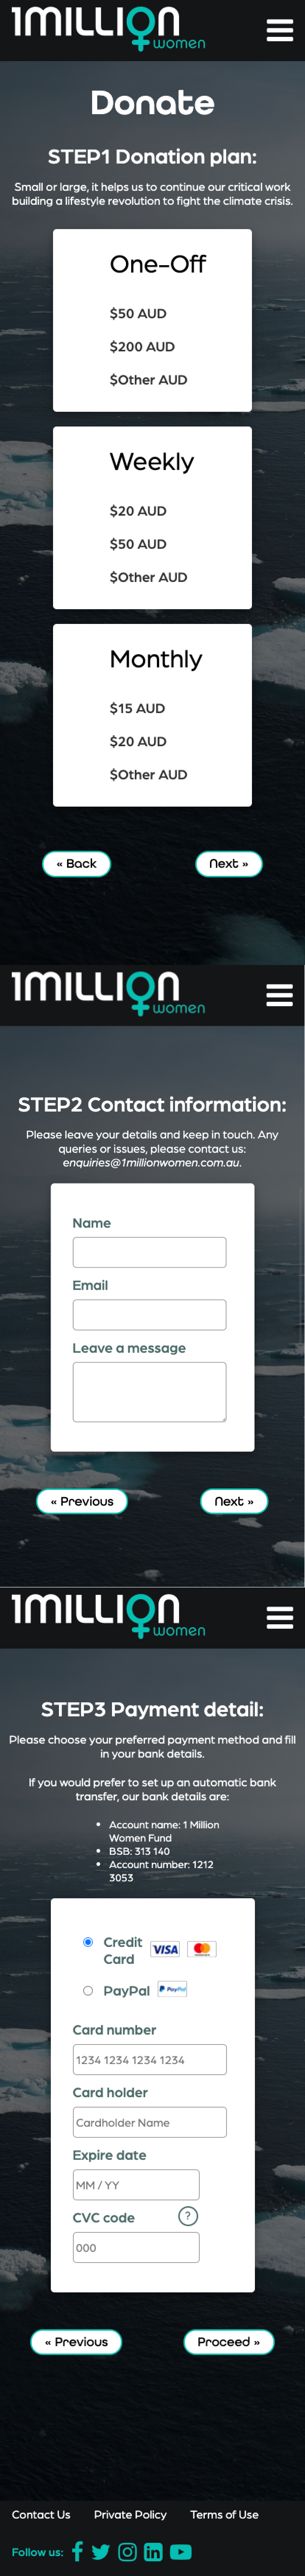 1MILLION
women
Donate
STEP1 Donation plan:
Small or large, it helps us to continue our critical work
building a lifestyle revolution to fight the climate crisis.
One-Off
$50 AUD
$200 AUD
$Other AUD
Weekly
$20 AUD
$50 AUD
$Other AUD
Monthly
$15 AUD
$20 AUD
$Other AUD
« Back
Next »
1MILLION
women
STEP2 Contact information:
Please leave your details and keep in touch. Any
queries or issues, please contact us:
enquiries@1millionwomen.com.au.
Name
Email
Leave a message
« Previous
Next »
1MILLION
women
STEP3 Payment detail:
Please choose your preferred payment method and fill
in your bank details.
If you would prefer to set up an automatic bank
transfer, our bank details are:
• Account name: 1 Million
Women Fund
• BSB: 313 140
• Account number: 1212
3053
Credit
Card
VISA
mastercard
PayPal
PayPal
Card number
1234 1234 1234 1234
Card holder
Cardholder Name
Expire date
MM / YY
CVC code
?
000
« Previous
Proceed »
Contact Us
Private Policy
Terms of Use
Follow us: